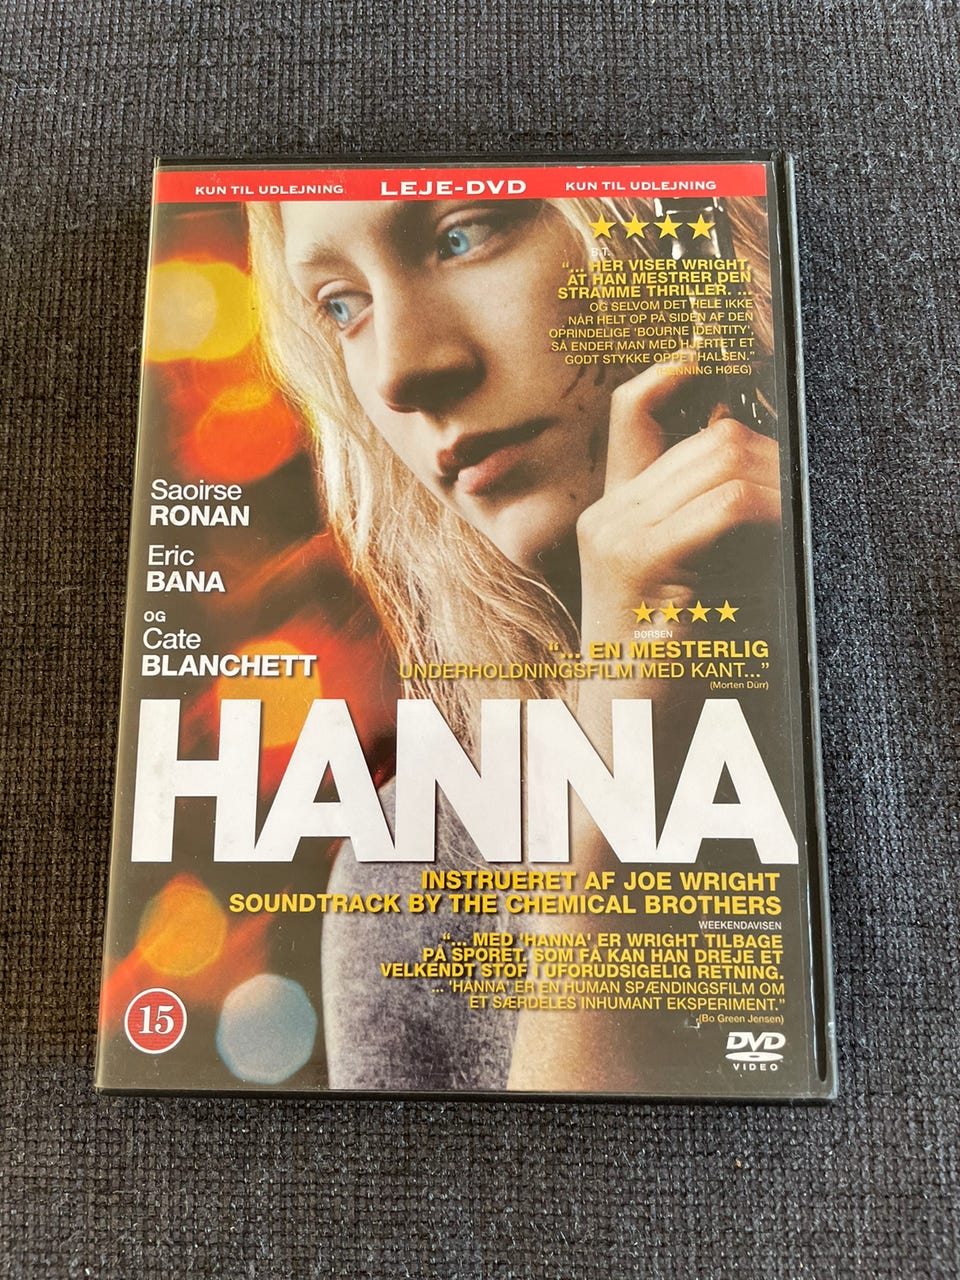 KUN TIL UDLEJNING LEJE-DVD KUN TIL UDLEJNING
B.T.
“... HER VISER WRIGHT,
AT HAN MESTRER DEN
STRAMME THRILLER. ...
OG SELVOM DET HELE IKKE
NÅR HELT OP PÅ SIDEN AF DEN
OPRINDELIGE 'BOURNE IDENTITY',
SÅ ENDER MAN MED HJERTET ET
GODT STYKKE OPPE I HALSEN.”
(HENNING HØEG)
Saoirse
RONAN
Eric
BANA
OG
Cate
BLANCHETT
BØRSEN
“... EN MESTERLIG
UNDERHOLDNINGSFILM MED KANT...”
(Morten Dürr)
HANNA
INSTRUERET AF JOE WRIGHT
SOUNDTRACK BY THE CHEMICAL BROTHERS
WEEKENDAVISEN
“... MED 'HANNA' ER WRIGHT TILBAGE
PÅ SPORET. SOM FÅ KAN HAN DREJE ET
VELKENDT STOF I UFORUDSIGELIG RETNING.
... 'HANNA' ER EN HUMAN SPÆNDINGSFILM OM
ET SÆRDELES INHUMANT EKSPERIMENT.”
(Bo Green Jensen)
15
DVD
VIDEO